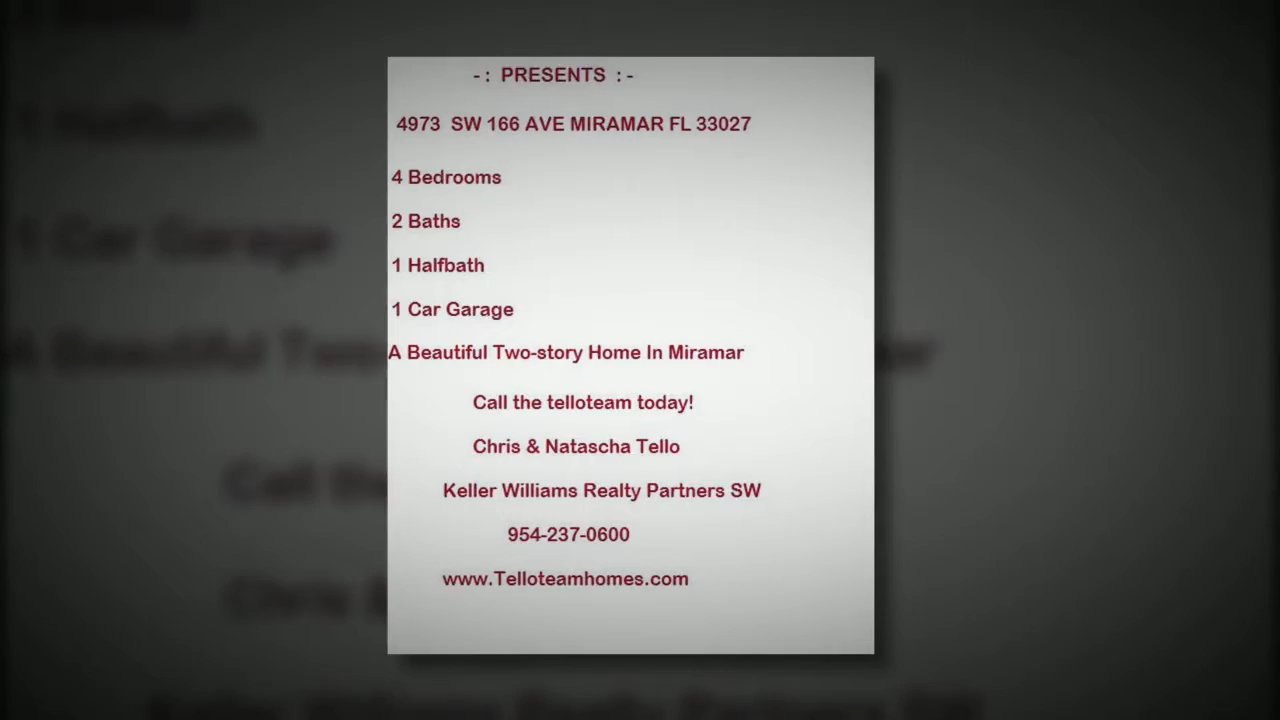 - :  PRESENTS  : -
4973  SW 166 AVE MIRAMAR FL 33027
4 Bedrooms
2 Baths
1 Halfbath
1 Car Garage
A Beautiful Two-story Home In Miramar
Call the telloteam today!
Chris & Natascha Tello
Keller Williams Realty Partners SW
954-237-0600
www.Telloteamhomes.com